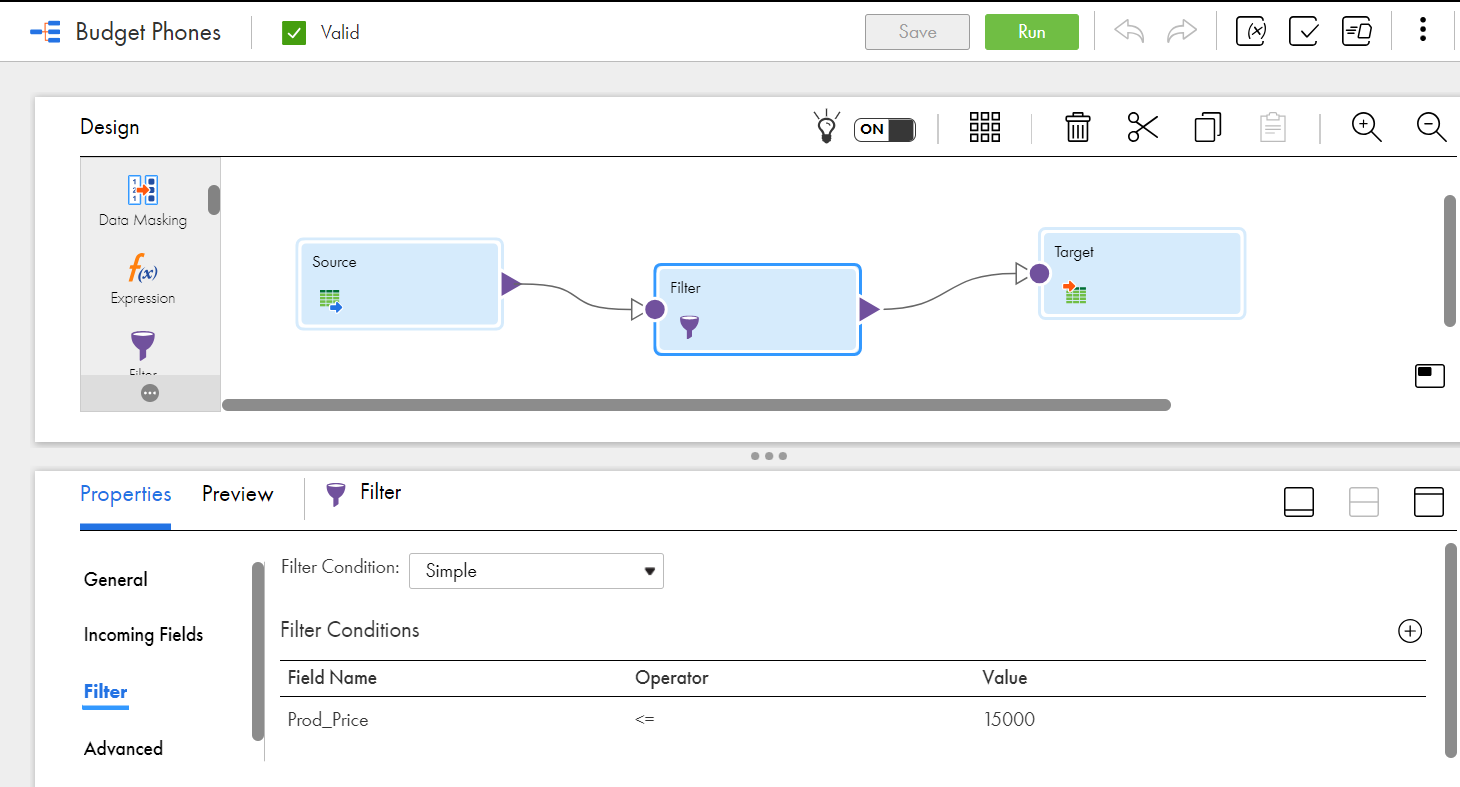 Budget Phones
Valid
Save
Run
Design
ON
Data Masking
f(x)
Expression
Filter
Source
Filter
Target
Properties
Preview
Filter
General
Incoming Fields
Filter
Advanced
Filter Condition: Simple
Filter Conditions
Field Name Operator Value
Prod_Price <= 15000